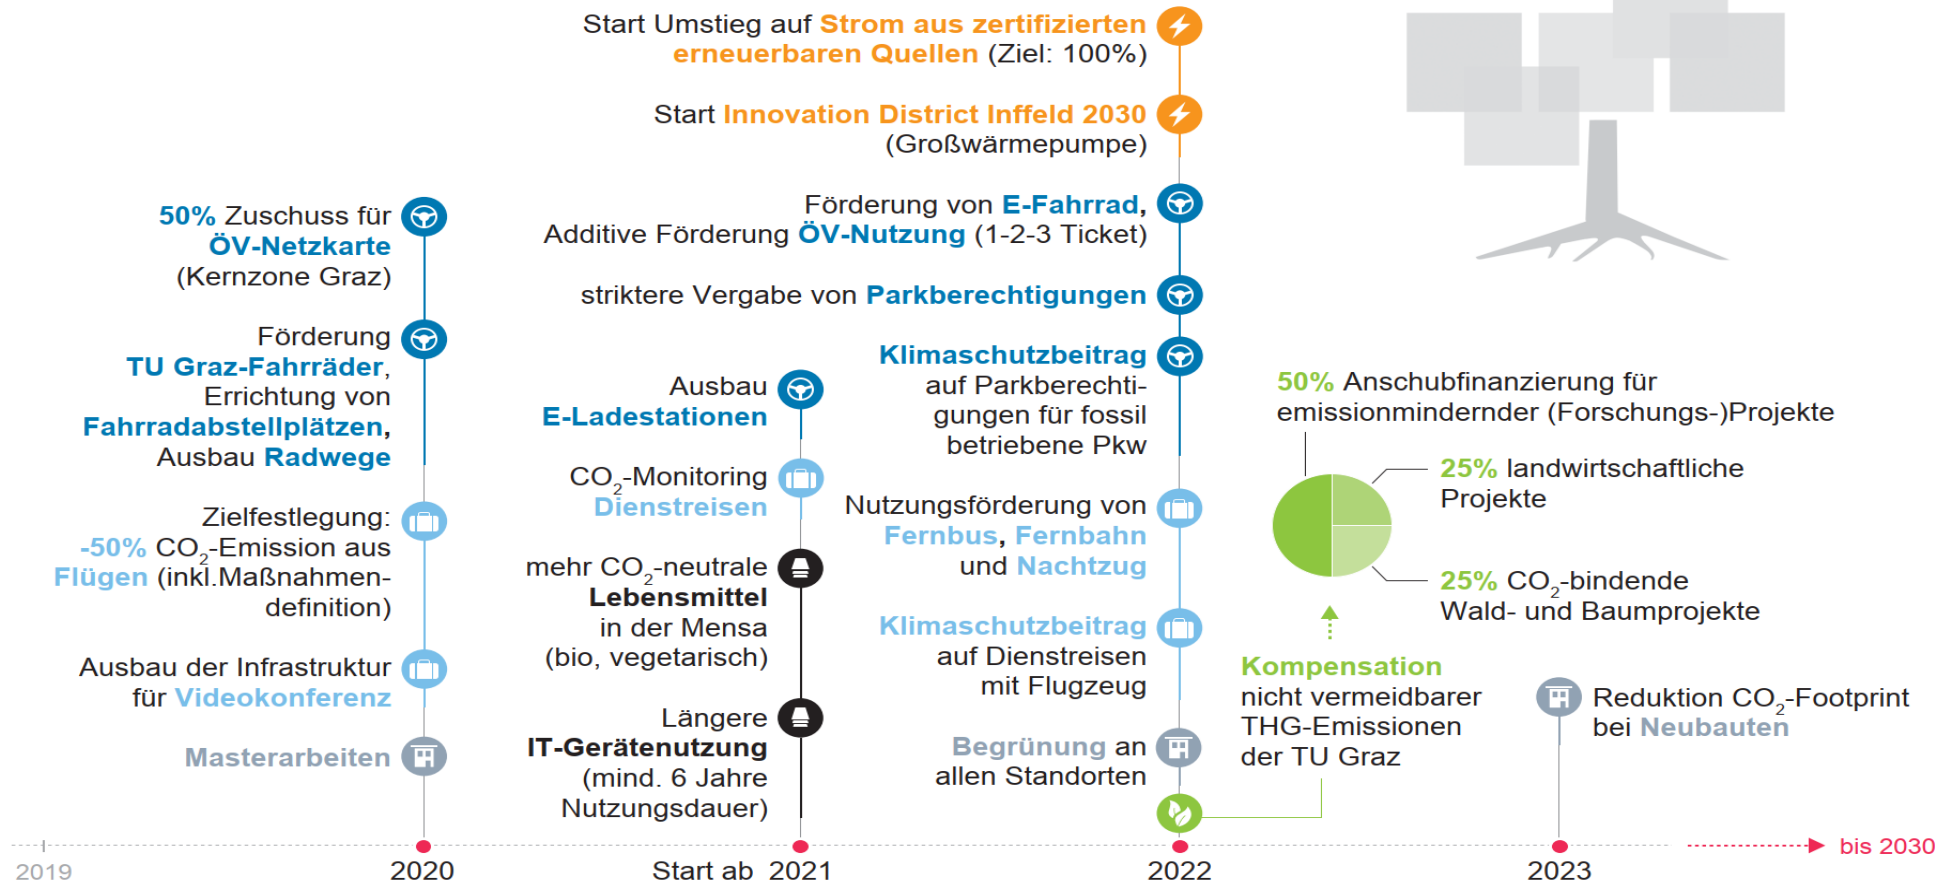 Start Umstieg auf Strom aus zertifizierten
erneuerbaren Quellen (Ziel: 100%)
Start Innovation District Inffeld 2030
(Großwärmepumpe)
50% Zuschuss für
ÖV-Netzkarte
(Kernzone Graz)
Förderung
TU Graz-Fahrräder,
Errichtung von
Fahrradabstellplätzen,
Ausbau Radwege
Zielfestlegung:
-50% CO₂-Emission aus
Flügen (inkl.Maßnahmen-
definition)
Ausbau der Infrastruktur
für Videokonferenz
Masterarbeiten
Ausbau
E-Ladestationen
CO₂-Monitoring
Dienstreisen
mehr CO₂-neutrale
Lebensmittel
in der Mensa
(bio, vegetarisch)
Längere
IT-Gerätenutzung
(mind. 6 Jahre
Nutzungsdauer)
Förderung von E-Fahrrad,
Additive Förderung ÖV-Nutzung (1-2-3 Ticket)
striktere Vergabe von Parkberechtigungen
Klimaschutzbeitrag
auf Parkberechti-
gungen für fossil
betriebene Pkw
Nutzungsförderung von
Fernbus, Fernbahn
und Nachtzug
Klimaschutzbeitrag
auf Dienstreisen
mit Flugzeug
Begrünung an
allen Standorten
50% Anschubfinanzierung für
emissionmindernder (Forschungs-)Projekte
25% landwirtschaftliche
Projekte
25% CO₂-bindende
Wald- und Baumprojekte
Kompensation
nicht vermeidbarer
THG-Emissionen
der TU Graz
Reduktion CO₂-Footprint
bei Neubauten
2019
2020
Start ab 2021
2022
2023
bis 2030